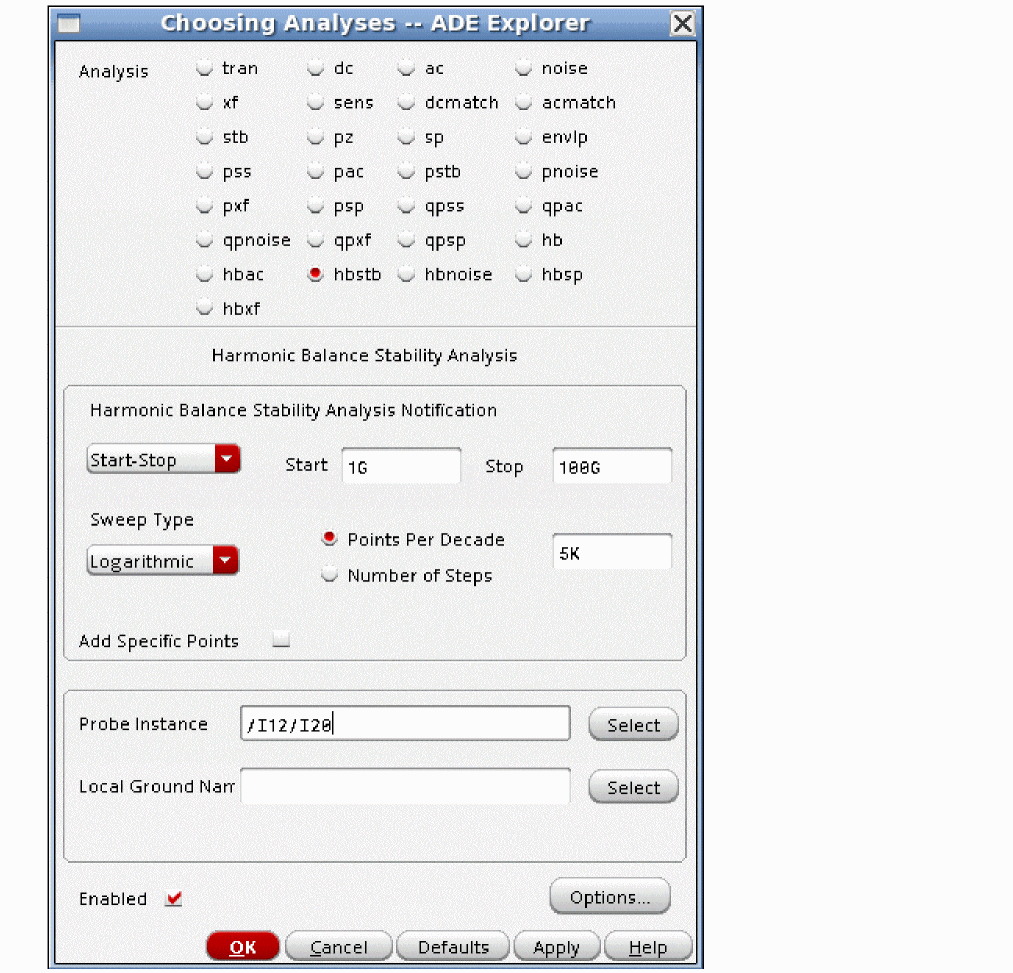 Choosing Analyses -- ADE Explorer
Analysis tran dc ac noise
xf sens dcmatch acmatch
stb pz sp envlp
pss pac pstb pnoise
pxf psp qpss qpac
qpnoise qpxf qpsp hb
hbac hbstb hbnoise hbsp
hbxf
Harmonic Balance Stability Analysis
Harmonic Balance Stability Analysis Notification
Start-Stop Start 1G Stop 100G
Sweep Type
Points Per Decade
Logarithmic 5K
Number of Steps
Add Specific Points
Probe Instance /I12/I20 Select
Local Ground Nam Select
Enabled Options...
OK Cancel Defaults Apply Help